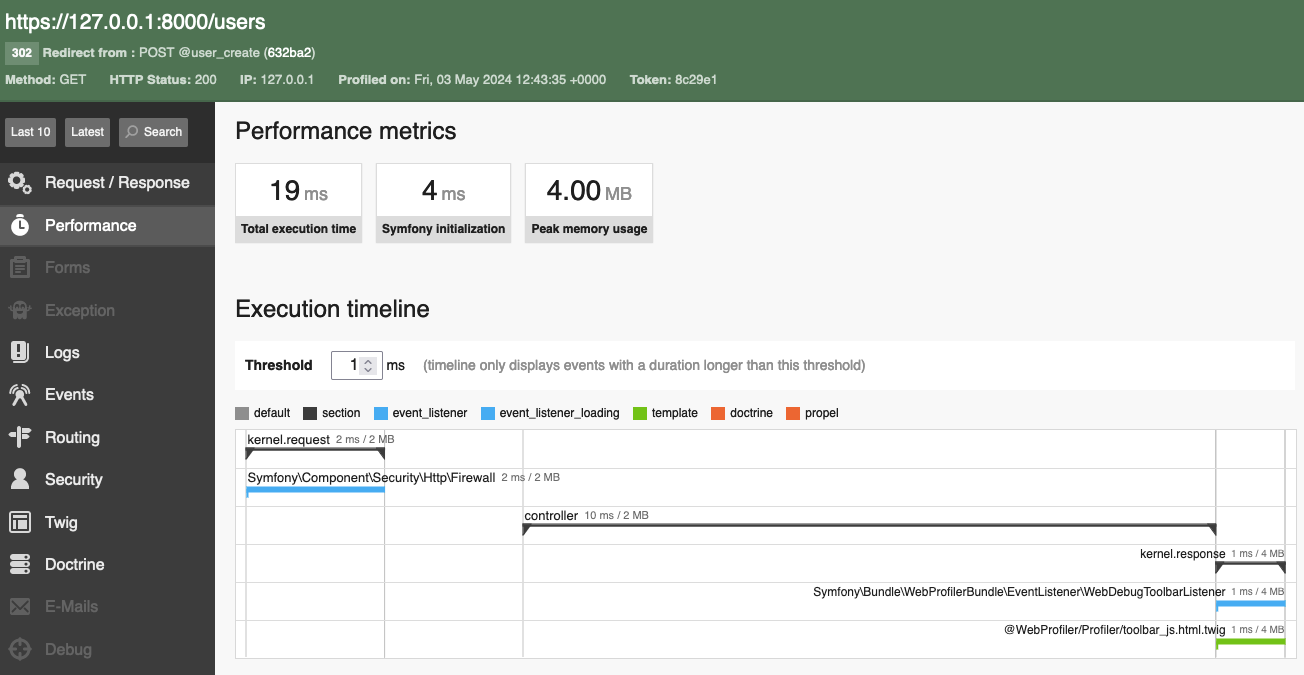 https://127.0.0.1:8000/users
302 Redirect from : POST @user_create (632ba2)
Method: GET HTTP Status: 200 IP: 127.0.0.1 Profiled on: Fri, 03 May 2024 12:43:35 +0000 Token: 8c29e1
Last 10 Latest Search
Request / Response
Performance
Forms
Exception
Logs
Events
Routing
Security
Twig
Doctrine
E-Mails
Debug
Performance metrics
19 ms 4 ms 4.00 MB
Total execution time Symfony initialization Peak memory usage
Execution timeline
Threshold 1 ms (timeline only displays events with a duration longer than this threshold)
default section event_listener event_listener_loading template doctrine propel
kernel.request 2 ms / 2 MB
Symfony\Component\Security\Http\Firewall 2 ms / 2 MB
controller 10 ms / 2 MB
kernel.response 1 ms / 4 MB
Symfony\Bundle\WebProfilerBundle\EventListener\WebDebugToolbarListener 1 ms / 4 MB
@WebProfiler/Profiler/toolbar_js.html.twig 1 ms / 4 MB